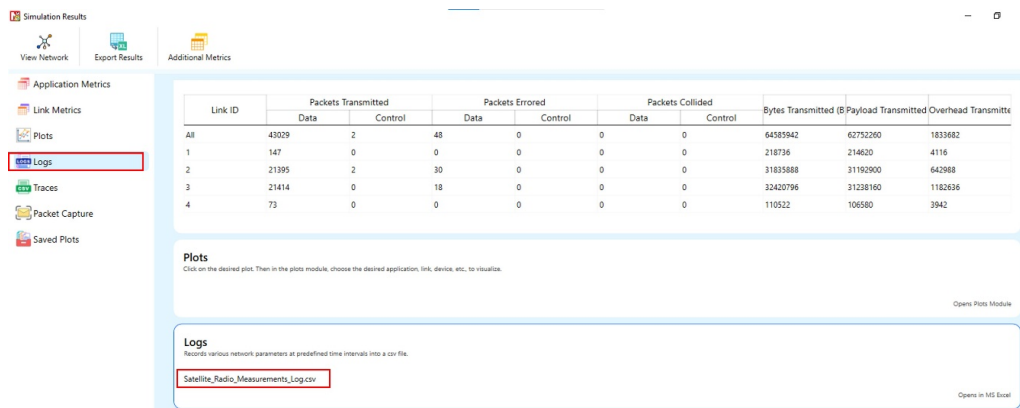 Simulation Results
View Network Export Results Additional Metrics
Application Metrics
Link Metrics
Plots
Logs
Traces
Packet Capture
Saved Plots
Link ID Packets Transmitted Packets Errored Packets Collided Bytes Transmitted (B Payload Transmitted Overhead Transmitte
Data Control Data Control Data Control
All 43029 2 48 0 0 0 64585942 62752260 1833682
1 147 0 0 0 0 0 218736 214620 4116
2 21395 2 30 0 0 0 31835888 31192900 642988
3 21414 0 18 0 0 0 32420796 31238160 1182636
4 73 0 0 0 0 0 110522 106580 3942
Plots
Click on the desired plot. Then in the plots module, choose the desired application, link, device, etc., to visualize.
Opens Plots Module
Logs
Records various network parameters at predefined time intervals into a csv file.
Satellite_Radio_Measurements_Log.csv
Opens in MS Excel